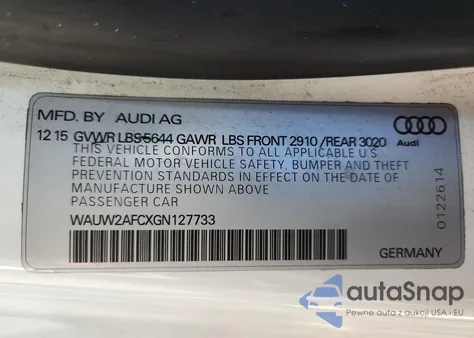 MFD. BY AUDI AG
12 15 GVWR LBS 5644 GAWR LBS FRONT 2910 / REAR 3020
Audi
THIS VEHICLE CONFORMS TO ALL APPLICABLE U S
FEDERAL MOTOR VEHICLE SAFETY, BUMPER AND THEFT
PREVENTION STANDARDS IN EFFECT ON THE DATE OF
MANUFACTURE SHOWN ABOVE
PASSENGER CAR
0122614
WAUW2AFCXGN127733
GERMANY
autoSnap
Pewne auta z aukcji USA i EU